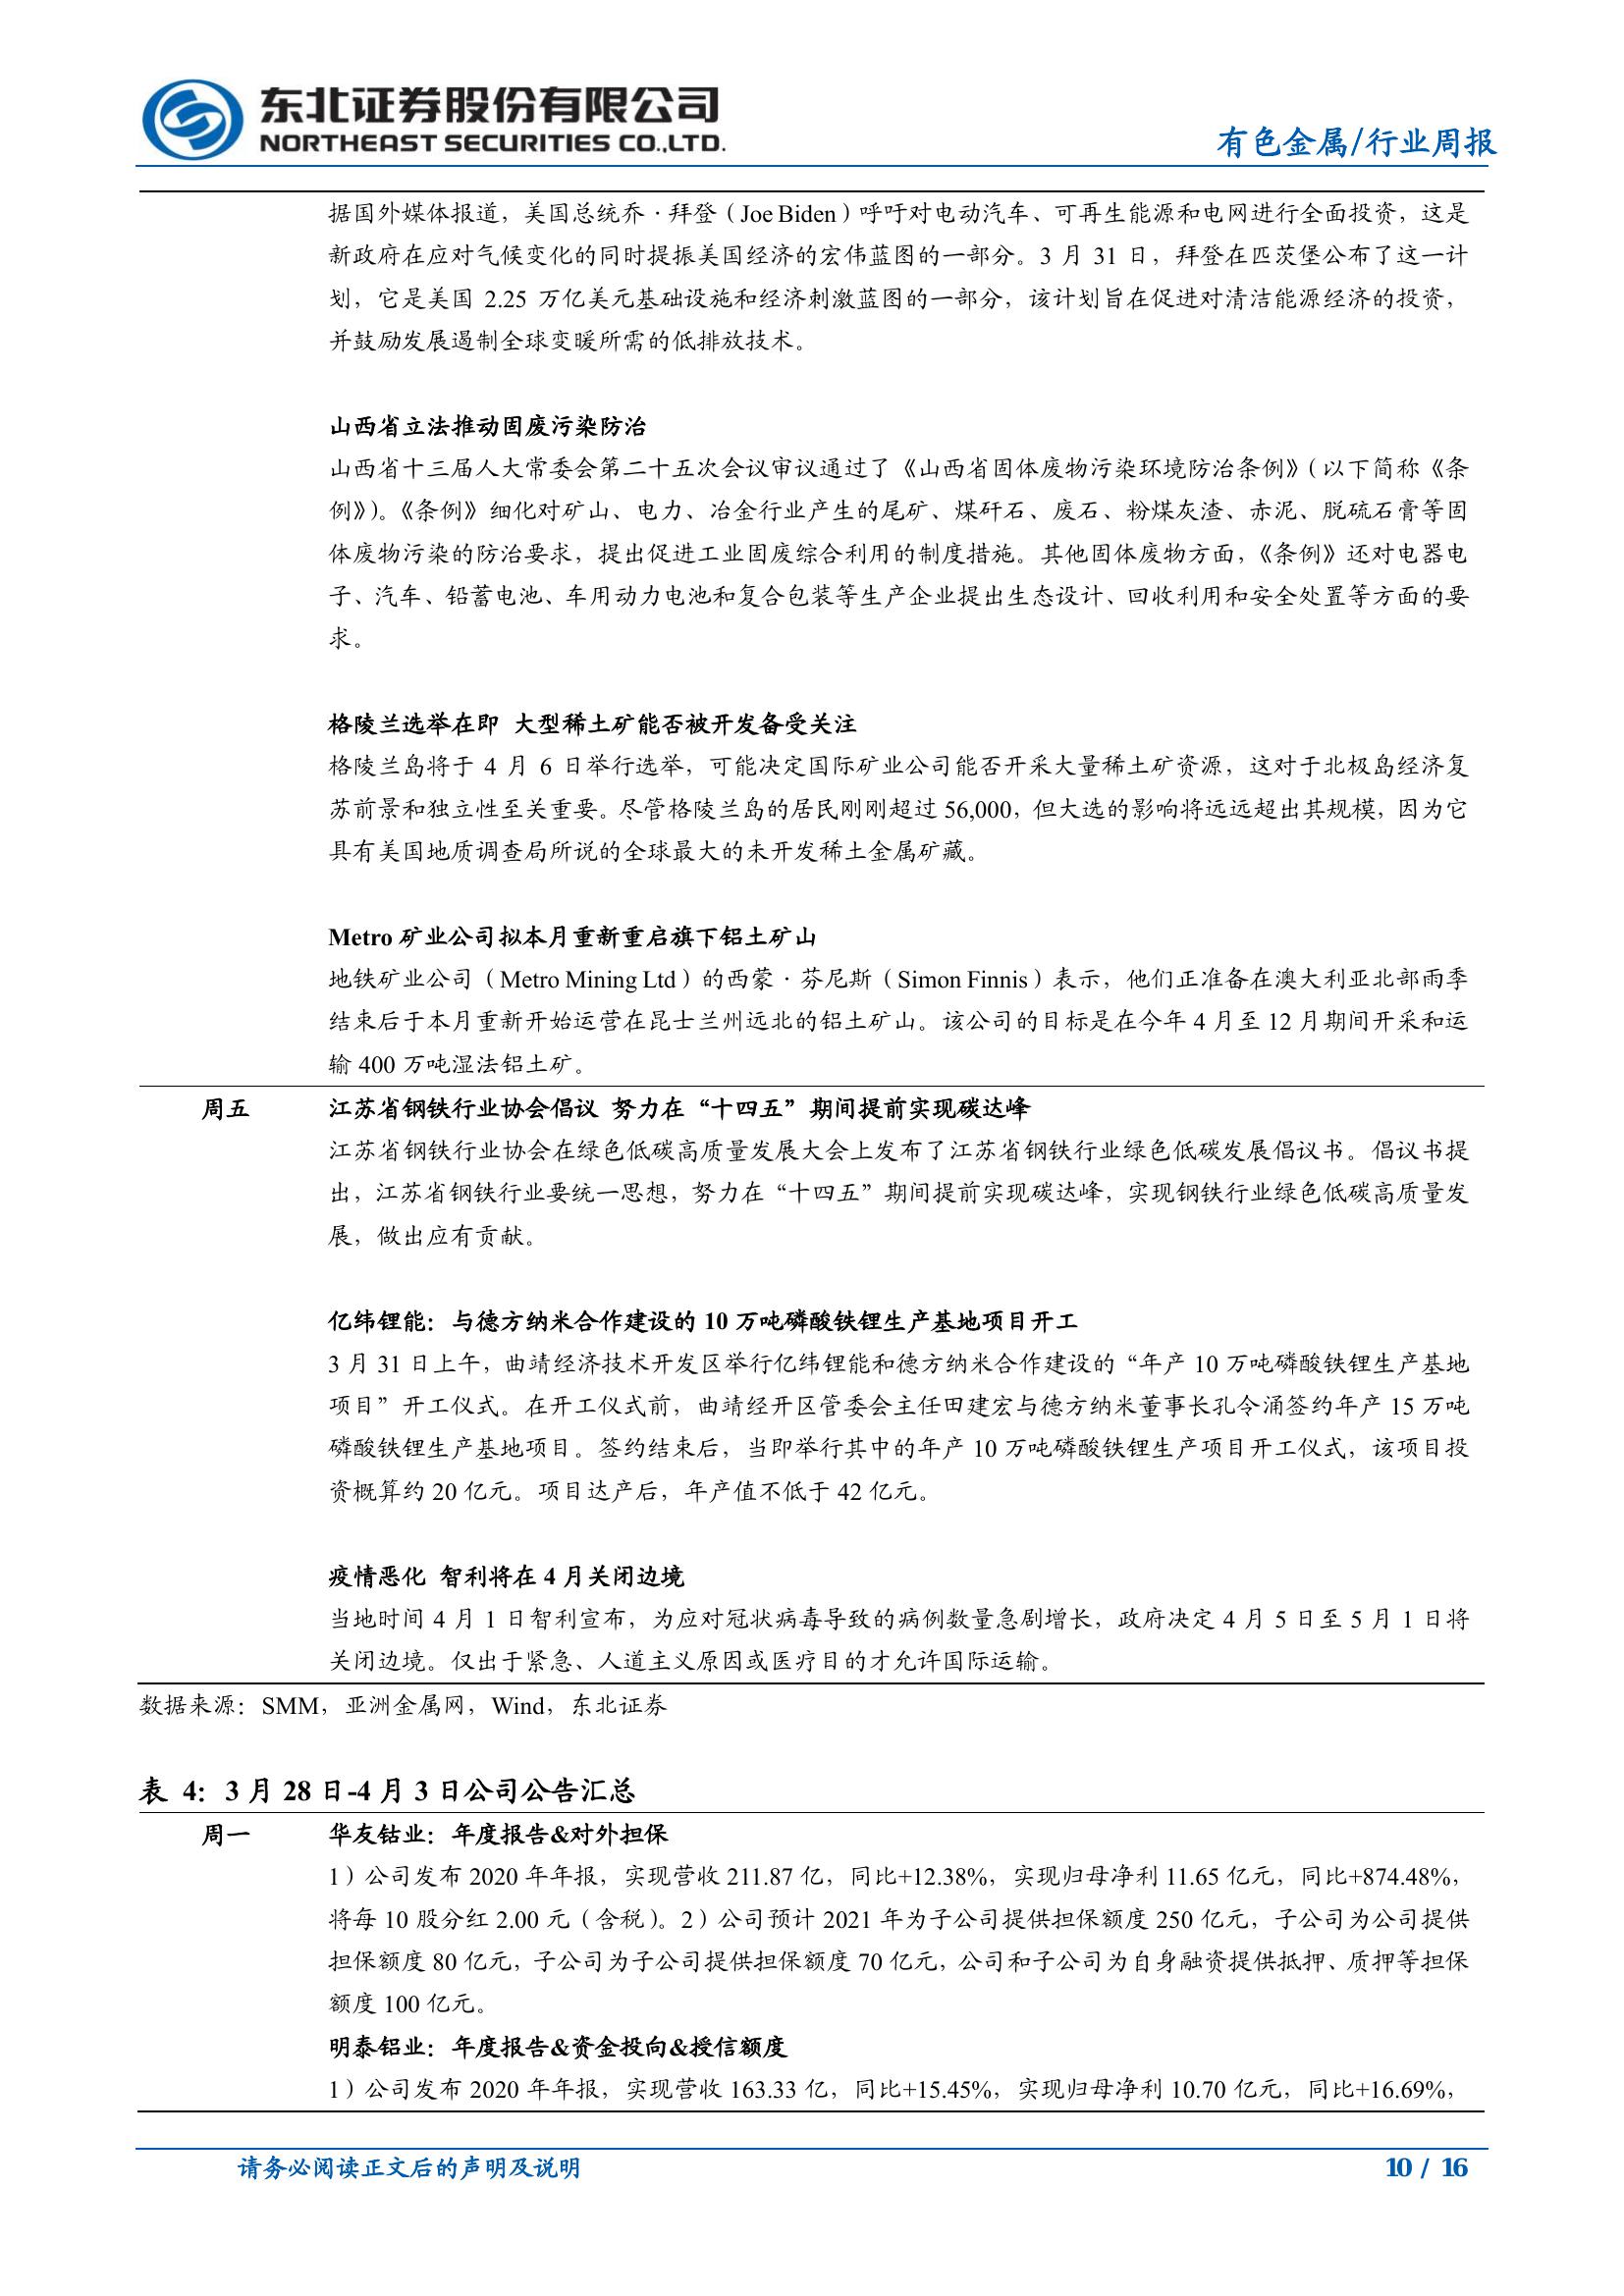 东北证券股份有限公司
NORTHEAST SECURITIES CO.,LTD.
有色金属/行业周报
据国外媒体报道，美国总统乔·拜登（Joe Biden）呼吁对电动汽车、可再生能源和电网进行全面投资，这是
新政府在应对气候变化的同时提振美国经济的宏伟蓝图的一部分。3 月 31 日，拜登在匹茨堡公布了这一计
划，它是美国 2.25 万亿美元基础设施和经济刺激蓝图的一部分，该计划旨在促进对清洁能源经济的投资，
并鼓励发展遏制全球变暖所需的低排放技术。
山西省立法推动固废污染防治
山西省十三届人大常委会第二十五次会议审议通过了《山西省固体废物污染环境防治条例》（以下简称《条
例》）。《条例》细化对矿山、电力、冶金行业产生的尾矿、煤矸石、废石、粉煤灰渣、赤泥、脱硫石膏等固
体废物污染的防治要求，提出促进工业固废综合利用的制度措施。其他固体废物方面，《条例》还对电器电
子、汽车、铅蓄电池、车用动力电池和复合包装等生产企业提出生态设计、回收利用和安全处置等方面的要
求。
格陵兰选举在即 大型稀土矿能否被开发备受关注
格陵兰岛将于 4 月 6 日举行选举，可能决定国际矿业公司能否开采大量稀土矿资源，这对于北极岛经济复
苏前景和独立性至关重要。尽管格陵兰岛的居民刚刚超过 56,000，但大选的影响将远远超出其规模，因为它
具有美国地质调查局所说的全球最大的未开发稀土金属矿藏。
Metro 矿业公司拟本月重新重启旗下铝土矿山
地铁矿业公司（Metro Mining Ltd）的西蒙·芬尼斯（Simon Finnis）表示，他们正准备在澳大利亚北部雨季
结束后于本月重新开始运营在昆士兰州远北的铝土矿山。该公司的目标是在今年 4 月至 12 月期间开采和运
输 400 万吨湿法铝土矿。
周五 江苏省钢铁行业协会倡议 努力在“十四五”期间提前实现碳达峰
江苏省钢铁行业协会在绿色低碳高质量发展大会上发布了江苏省钢铁行业绿色低碳发展倡议书。倡议书提
出，江苏省钢铁行业要统一思想，努力在“十四五”期间提前实现碳达峰，实现钢铁行业绿色低碳高质量发
展，做出应有贡献。
亿纬锂能：与德方纳米合作建设的 10 万吨磷酸铁锂生产基地项目开工
3 月 31 日上午，曲靖经济技术开发区举行亿纬锂能和德方纳米合作建设的“年产 10 万吨磷酸铁锂生产基地
项目”开工仪式。在开工仪式前，曲靖经开区管委会主任田建宏与德方纳米董事长孔令涌签约年产 15 万吨
磷酸铁锂生产基地项目。签约结束后，当即举行其中的年产 10 万吨磷酸铁锂生产项目开工仪式，该项目投
资概算约 20 亿元。项目达产后，年产值不低于 42 亿元。
疫情恶化 智利将在 4 月关闭边境
当地时间 4 月 1 日智利宣布，为应对冠状病毒导致的病例数量急剧增长，政府决定 4 月 5 日至 5 月 1 日将
关闭边境。仅出于紧急、人道主义原因或医疗目的才允许国际运输。
数据来源：SMM，亚洲金属网，Wind，东北证券
表 4：3 月 28 日-4 月 3 日公司公告汇总
周一 华友钴业：年度报告&对外担保
1）公司发布 2020 年年报，实现营收 211.87 亿，同比+12.38%，实现归母净利 11.65 亿元，同比+874.48%，
将每 10 股分红 2.00 元（含税）。2）公司预计 2021 年为子公司提供担保额度 250 亿元，子公司为公司提供
担保额度 80 亿元，子公司为子公司提供担保额度 70 亿元，公司和子公司为自身融资提供抵押、质押等担保
额度 100 亿元。
明泰铝业：年度报告&资金投向&授信额度
1）公司发布 2020 年年报，实现营收 163.33 亿，同比+15.45%，实现归母净利 10.70 亿元，同比+16.69%，
请务必阅读正文后的声明及说明
10 / 16